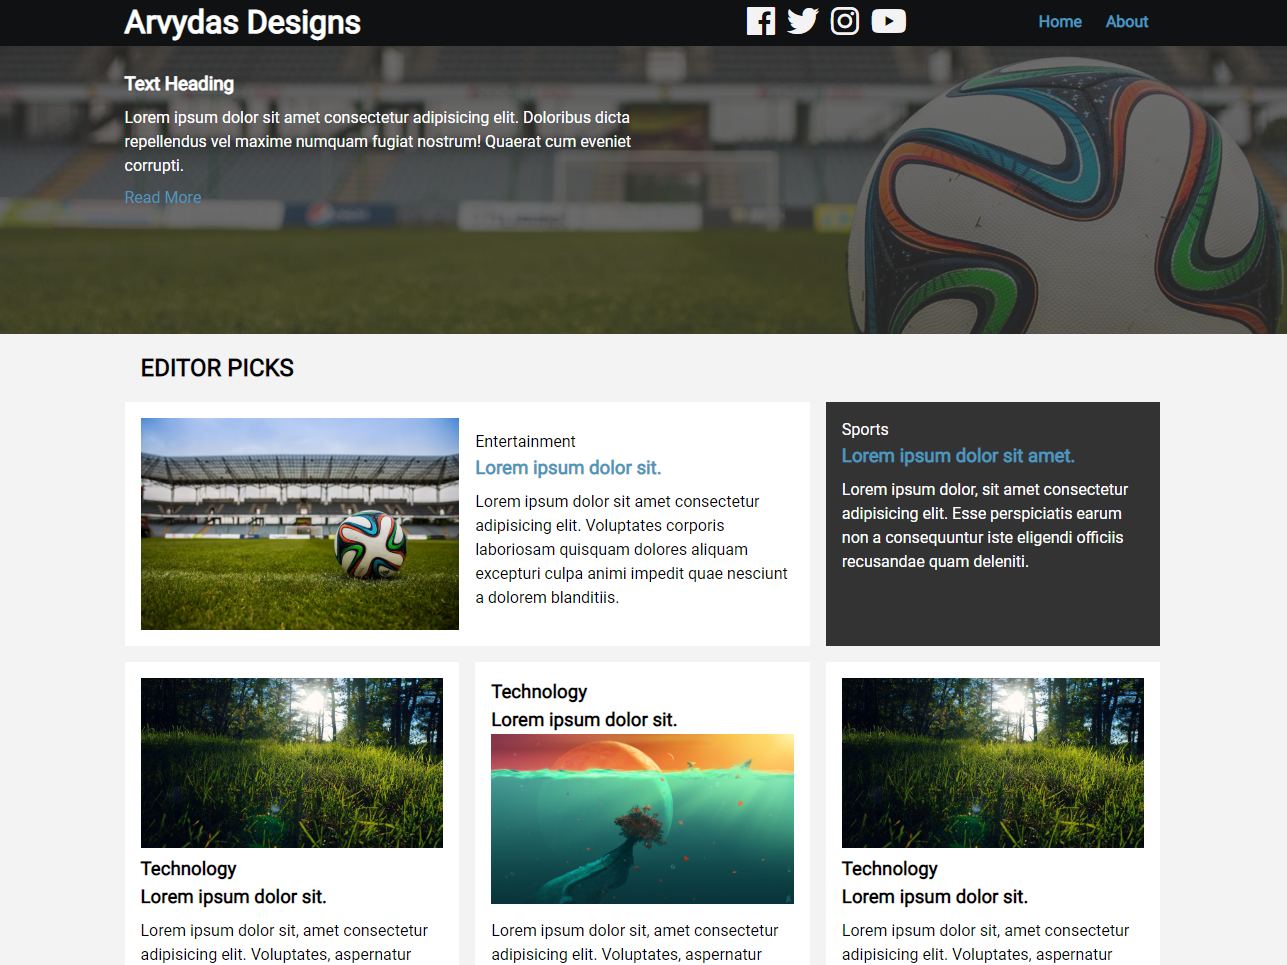 Arvydas Designs
Home About
Text Heading
Lorem ipsum dolor sit amet consectetur adipisicing elit. Doloribus dicta
repellendus vel maxime numquam fugiat nostrum! Quaerat cum eveniet
corrupti.
Read More
EDITOR PICKS
Entertainment
Lorem ipsum dolor sit.
Lorem ipsum dolor sit amet consectetur
adipisicing elit. Voluptates corporis
laboriosam quisquam dolores aliquam
excepturi culpa animi impedit quae nesciunt
a dolorem blanditiis.
Sports
Lorem ipsum dolor sit amet.
Lorem ipsum dolor, sit amet consectetur
adipisicing elit. Esse perspiciatis earum
non a consequuntur iste eligendi officiis
recusandae quam deleniti.
Technology
Lorem ipsum dolor sit.
Lorem ipsum dolor sit, amet consectetur
adipisicing elit. Voluptates, aspernatur
Technology
Lorem ipsum dolor sit.
Lorem ipsum dolor sit, amet consectetur
adipisicing elit. Voluptates, aspernatur
Technology
Lorem ipsum dolor sit.
Lorem ipsum dolor sit, amet consectetur
adipisicing elit. Voluptates, aspernatur